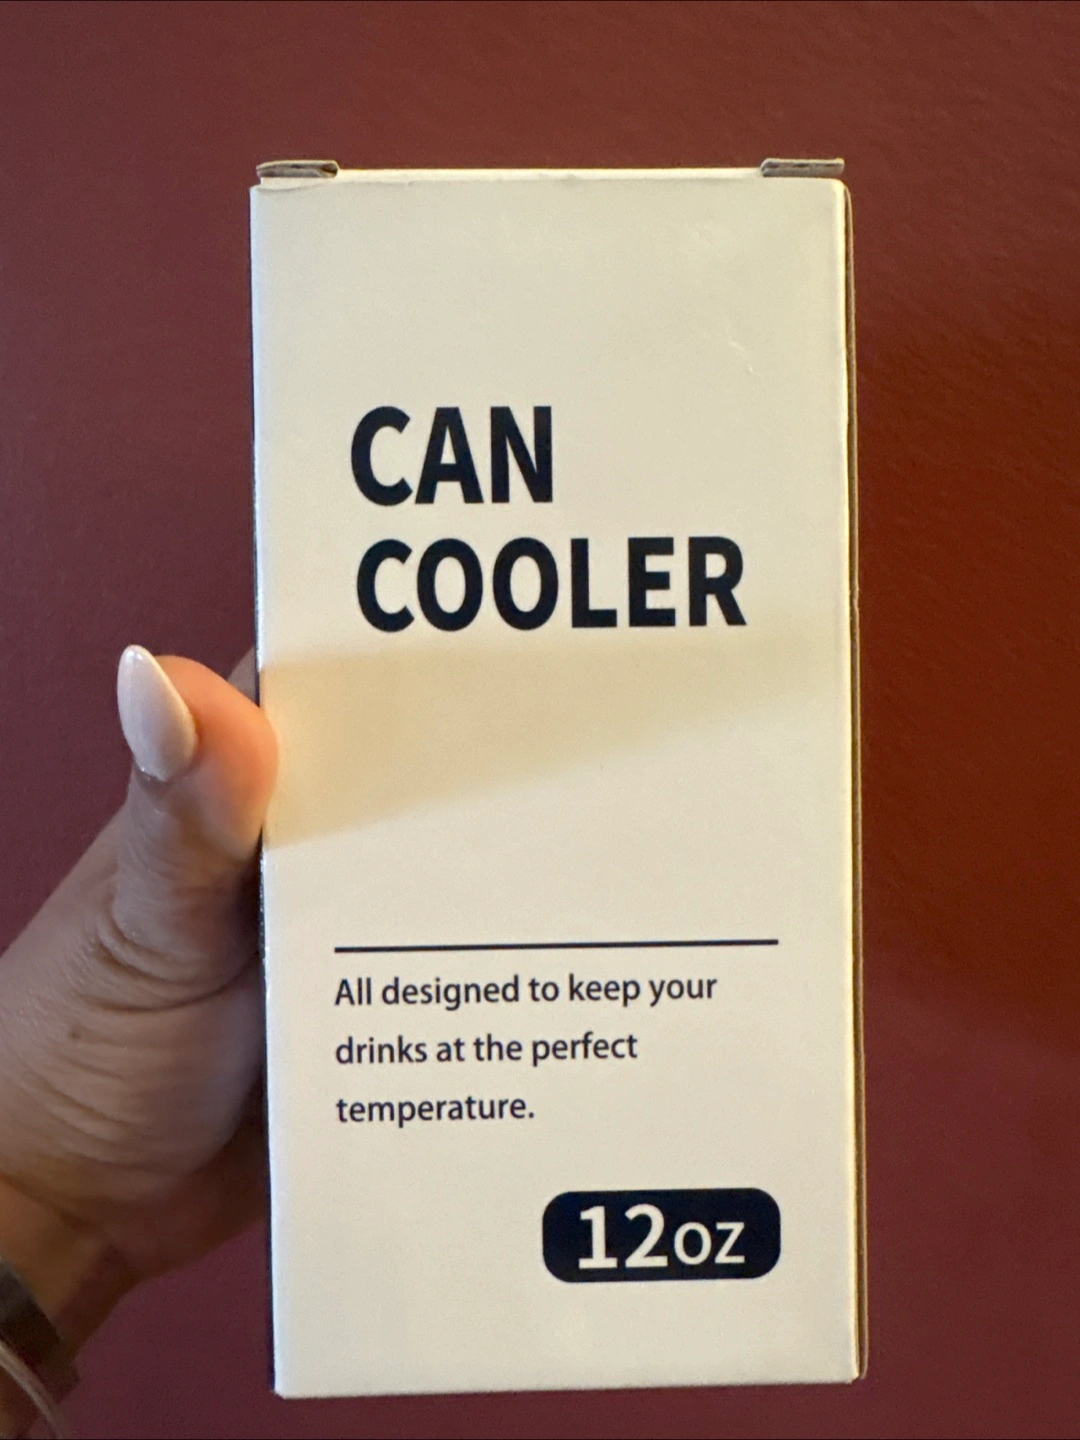 CAN
COOLER
All designed to keep your
drinks at the perfect
temperature.
12oz